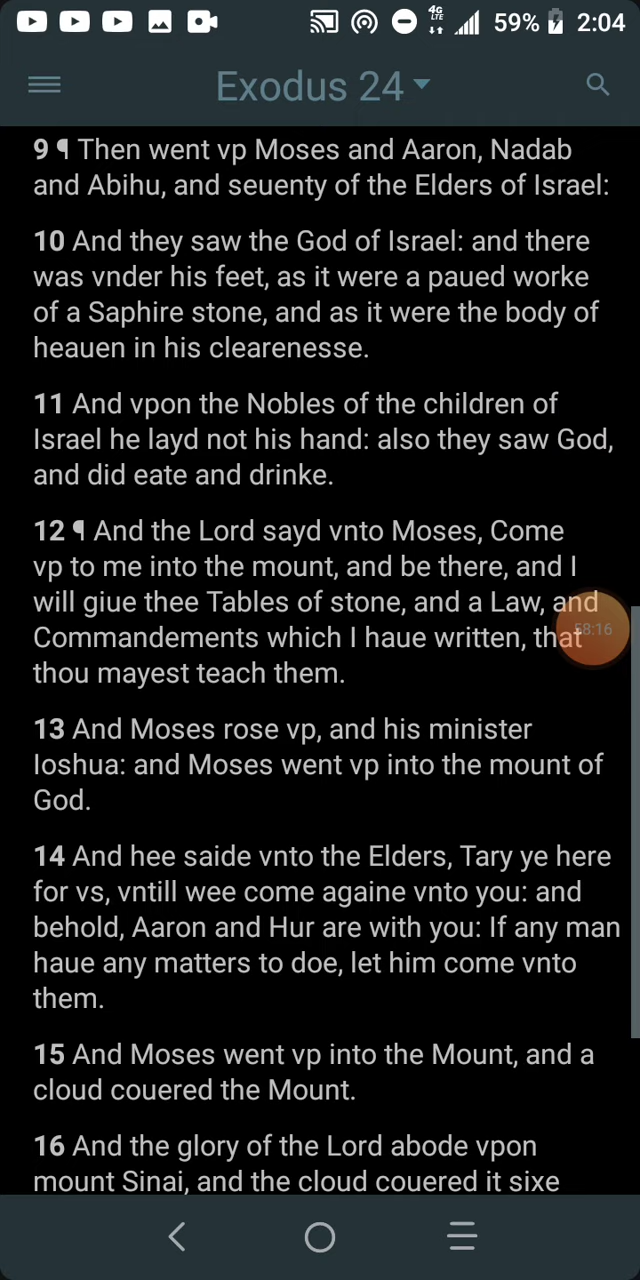 4G
LTE
59%
2:04
Exodus 24
9 ¶ Then went vp Moses and Aaron, Nadab
and Abihu, and seuenty of the Elders of Israel:
10 And they saw the God of Israel: and there
was vnder his feet, as it were a paued worke
of a Saphire stone, and as it were the body of
heauen in his clearenesse.
11 And vpon the Nobles of the children of
Israel he layd not his hand: also they saw God,
and did eate and drinke.
12 ¶ And the Lord sayd vnto Moses, Come
vp to me into the mount, and be there, and I
will giue thee Tables of stone, and a Law, and
Commandements which I haue written, that
thou mayest teach them.
58:16
13 And Moses rose vp, and his minister
Ioshua: and Moses went vp into the mount of
God.
14 And hee saide vnto the Elders, Tary ye here
for vs, vntill wee come againe vnto you: and
behold, Aaron and Hur are with you: If any man
haue any matters to doe, let him come vnto
them.
15 And Moses went vp into the Mount, and a
cloud couered the Mount.
16 And the glory of the Lord abode vpon
mount Sinai, and the cloud couered it sixe